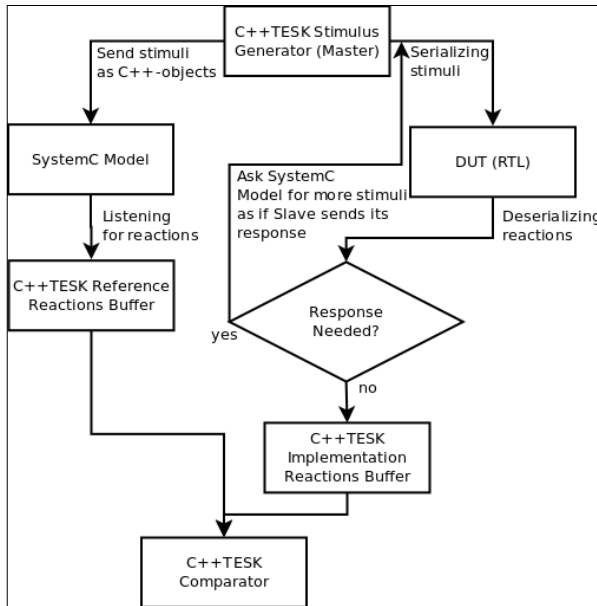 C++TESK Stimulus
Generator (Master)
Send stimuli
as C++-objects
Serializing
stimuli
SystemC Model
DUT (RTL)
Ask SystemC
Model for more stimuli
as if Slave sends its
response
Listening
for reactions
Deserializing
reactions
C++TESK Reference
Reactions Buffer
Response
Needed?
yes
no
C++TESK
Implementation
Reactions Buffer
C++TESK
Comparator